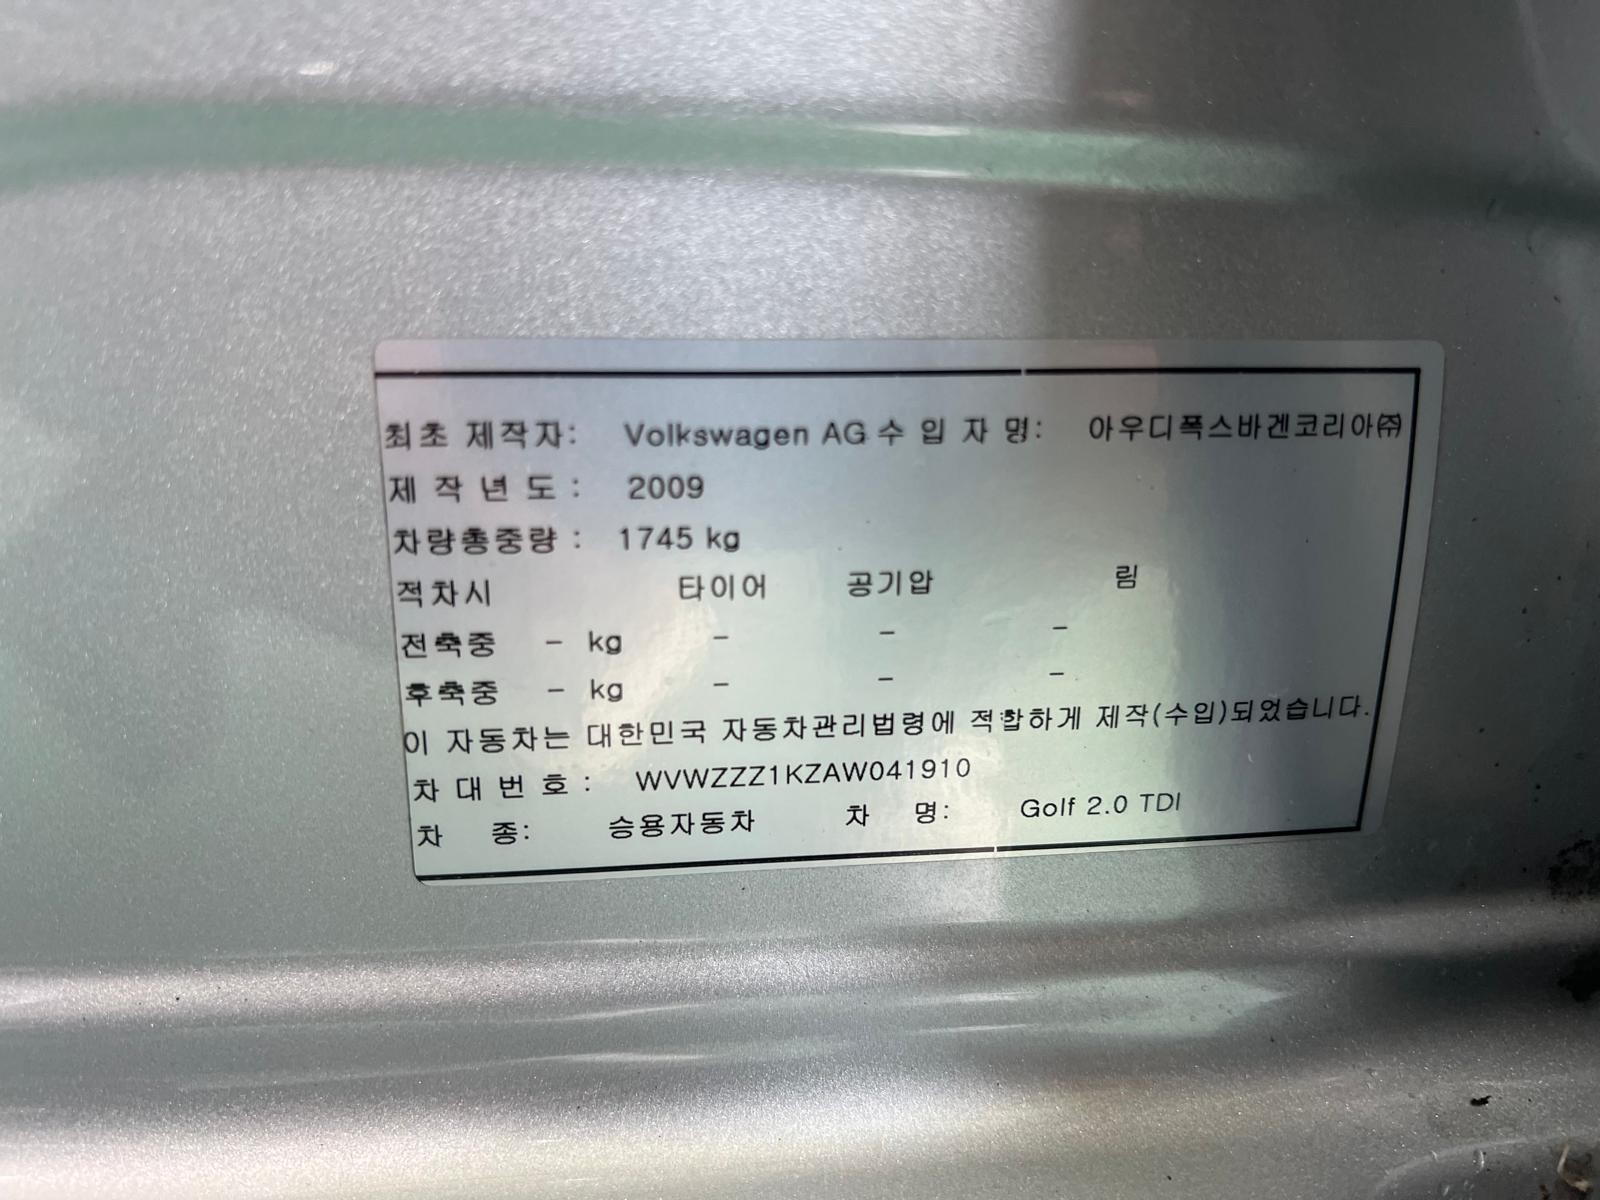 최초 제작자: Volkswagen AG 수 입 자 명: 아우디폭스바겐코리아㈜
제 작 년 도 : 2009
차량총중량 : 1745 kg
적차시 타이어 공기압 림
전축중 - kg - - -
후축중 - kg - - -
이 자동차는 대한민국 자동차관리법령에 적합하게 제작(수입)되었습니다.
차 대 번 호 : WVWZZZ1KZAW041910
차 종: 승용자동차 차 명: Golf 2.0 TDI